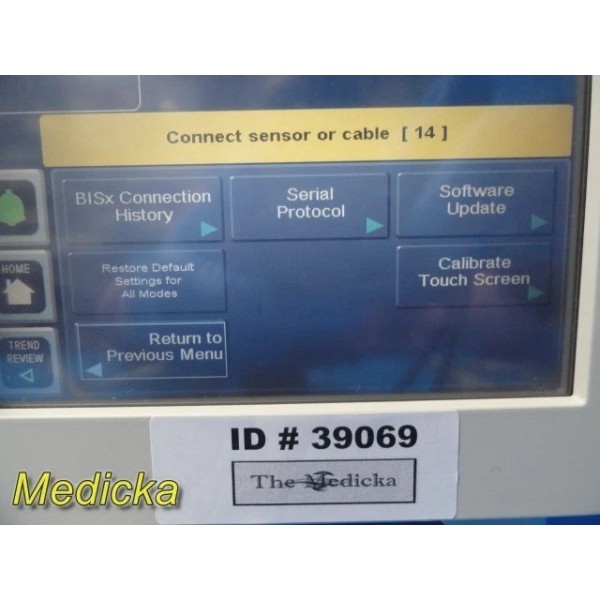 Connect sensor or cable [ 14 ]
BISx Connection
History
Serial
Protocol
Software
Update
HOME
Restore Default
Settings for
All Modes
Calibrate
Touch Screen
TREND
REVIEW
Return to
Previous Menu
ID # 39069
The Medicka
Medicka